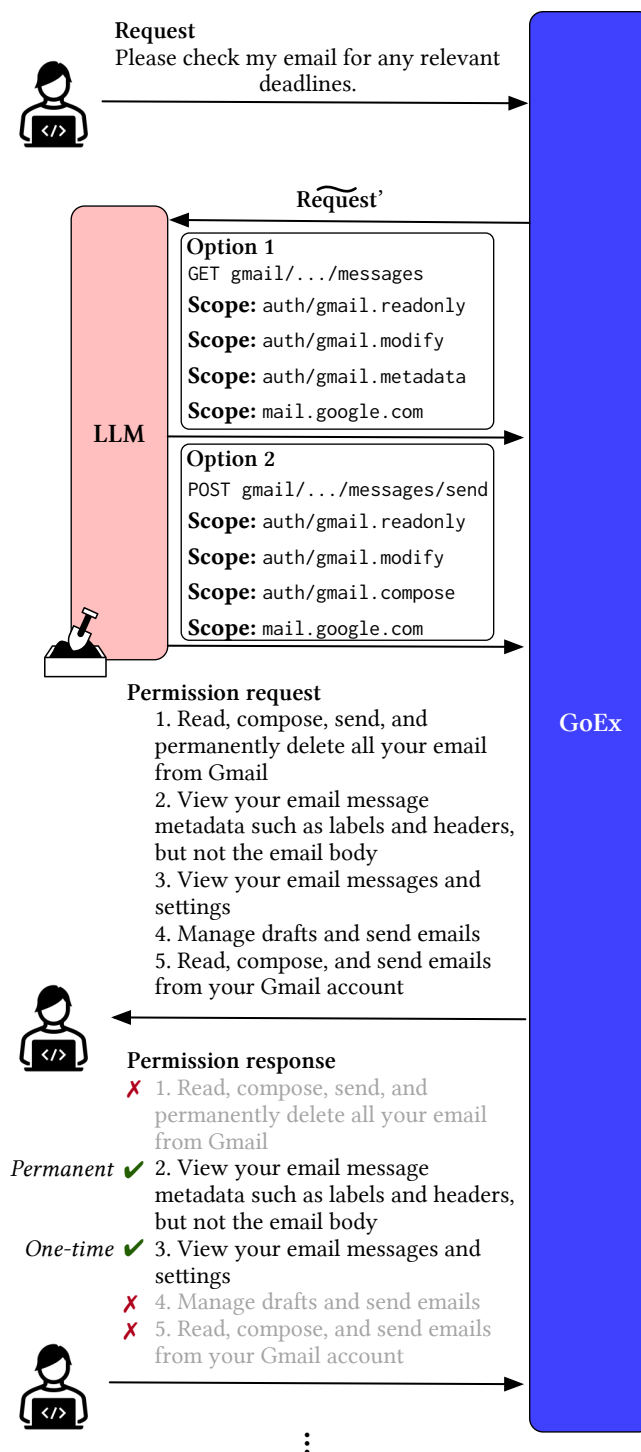 Request
Please check my email for any relevant
deadlines.
</>
Request’
Option 1
GET gmail/.../messages
Scope: auth/gmail.readonly
Scope: auth/gmail.modify
Scope: auth/gmail.metadata
Scope: mail.google.com
LLM
Option 2
POST gmail/.../messages/send
Scope: auth/gmail.readonly
Scope: auth/gmail.modify
Scope: auth/gmail.compose
Scope: mail.google.com
GoEx
Permission request
1. Read, compose, send, and
permanently delete all your email
from Gmail
2. View your email message
metadata such as labels and headers,
but not the email body
3. View your email messages and
settings
4. Manage drafts and send emails
5. Read, compose, and send emails
from your Gmail account
</>
Permission response
✗ 1. Read, compose, send, and
permanently delete all your email
from Gmail
Permanent ✔ 2. View your email message
metadata such as labels and headers,
but not the email body
One-time ✔ 3. View your email messages and
settings
✗ 4. Manage drafts and send emails
✗ 5. Read, compose, and send emails
from your Gmail account
</>
⋮